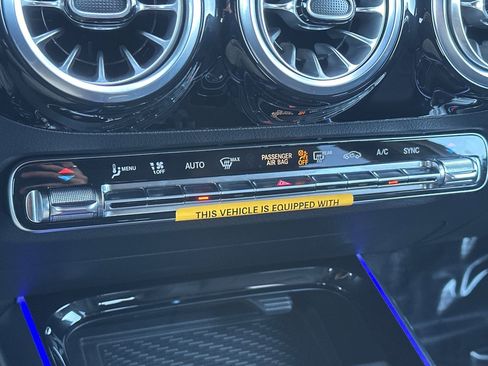 MENU
OFF
AUTO
MAX
PASSENGER
AIR BAG
OFF
REAR
A/C
SYNC
THIS VEHICLE IS EQUIPPED WITH